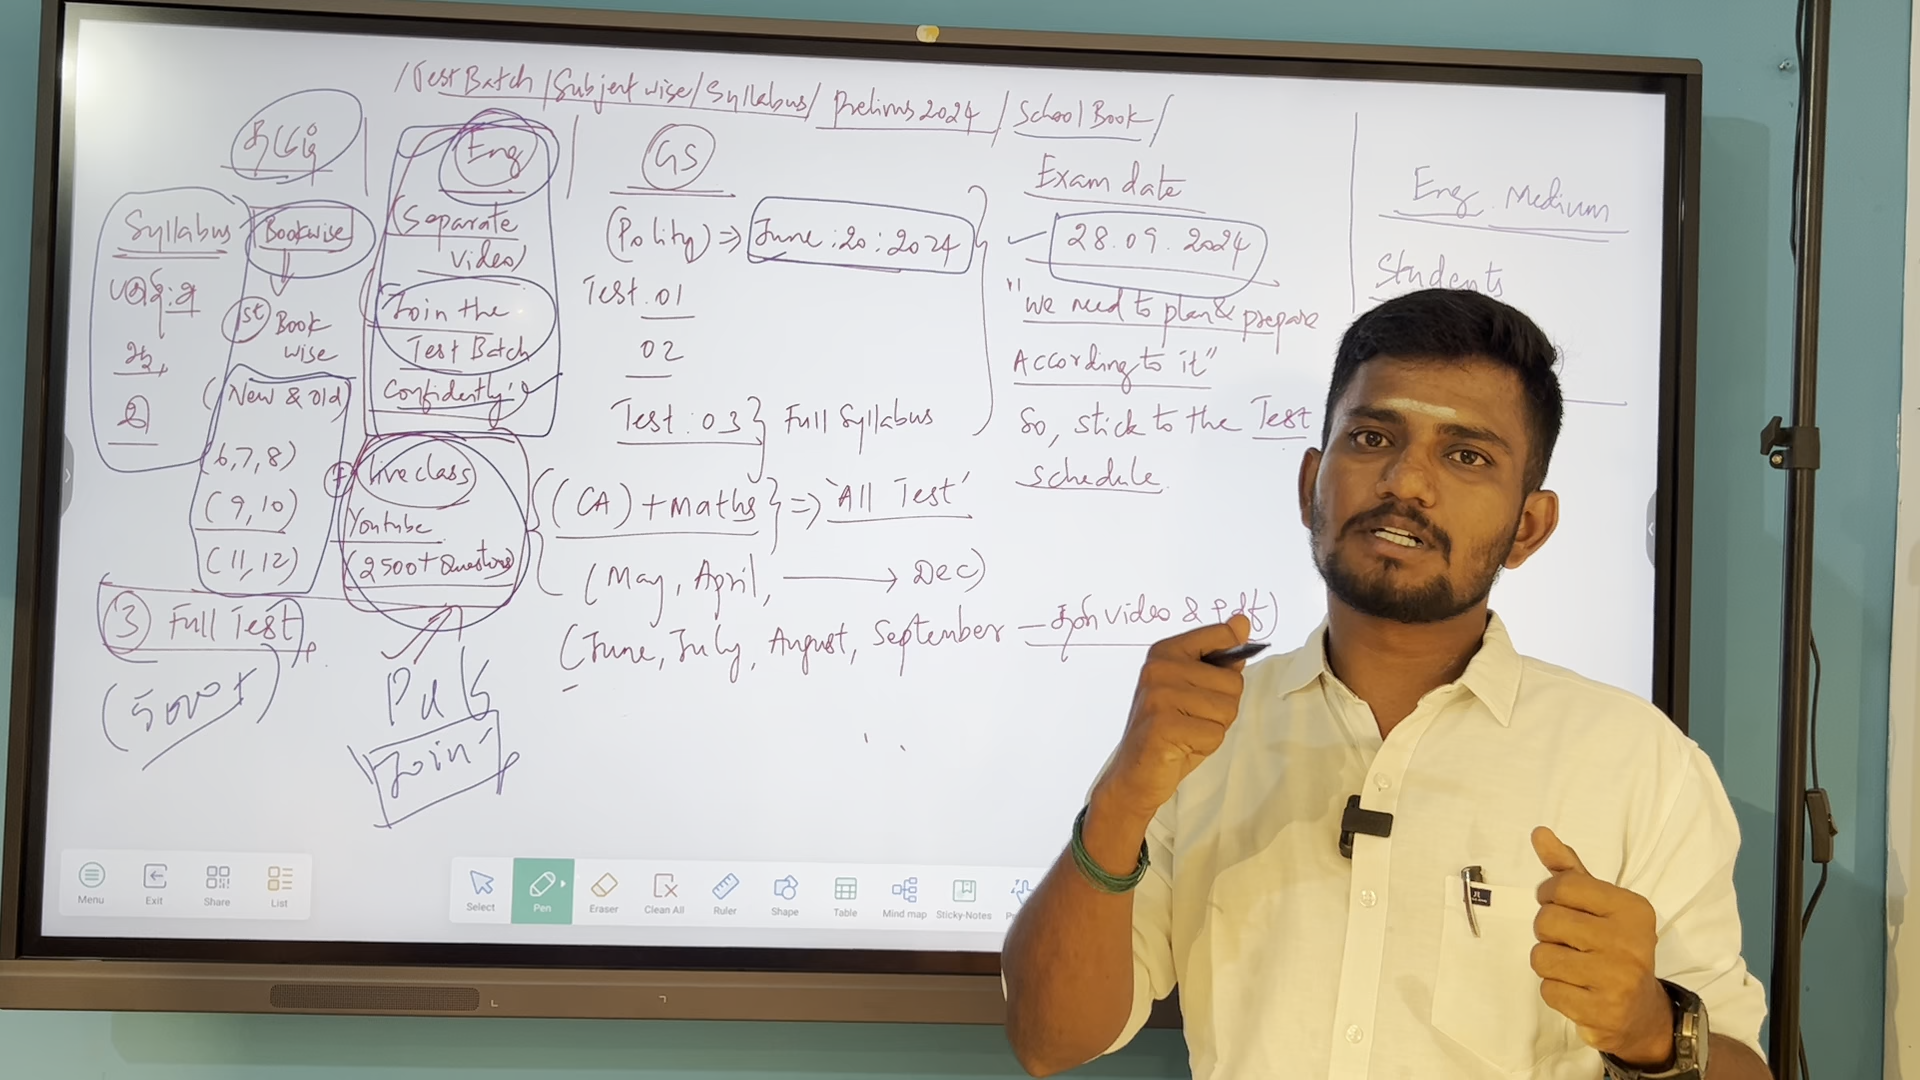 /Test Batch/Subject wise/Syllabus/Prelims 2024/School Book/
தமிழ்
Syllabus
பகுதி: அ
ஆ,
இ
Bookwise
1st Book
wise
(New & Old)
(6,7,8)
(9,10)
(11,12)
③ Full Test
(5000+)
Eng
(Separate
Video)
Join the
Test Batch
Confidently
+ live class
Youtube
(2500+ Questions)
Join
GS
(Polity) => June:20:2024
Test.01
02
Test:03} Full Syllabus
((CA)+Maths} => 'All Test'
(May, April, → Dec)
(June, July, August, September – தான் video & Pdf)
Exam date
28.09.2024
"we need to plan & prepare
According to it"
So, stick to the Test
schedule.
Eng. Medium
Students
Menu
Exit
Share
List
Select
Pen
Eraser
Clean All
Ruler
Shape
Table
Mind map
Sticky-Notes